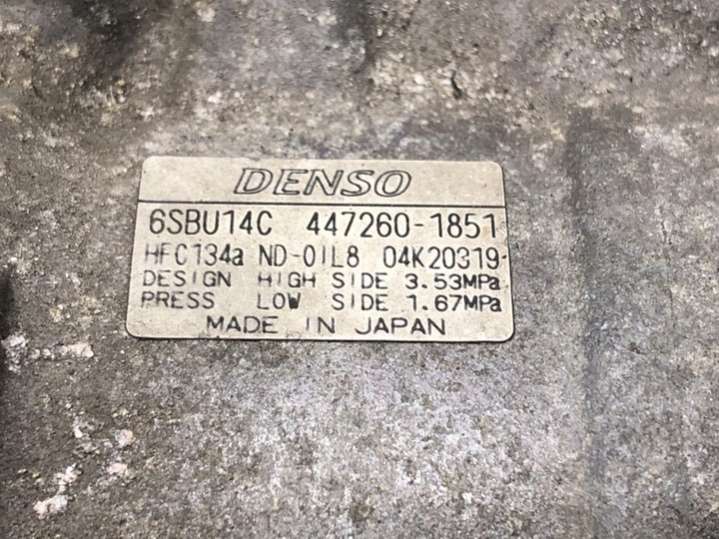 DENSO
6SBU14C 447260-1851
HFC134a ND-OIL8 04K20319
DESIGN HIGH SIDE 3.53MPa
PRESS LOW SIDE 1.67MPa
MADE IN JAPAN